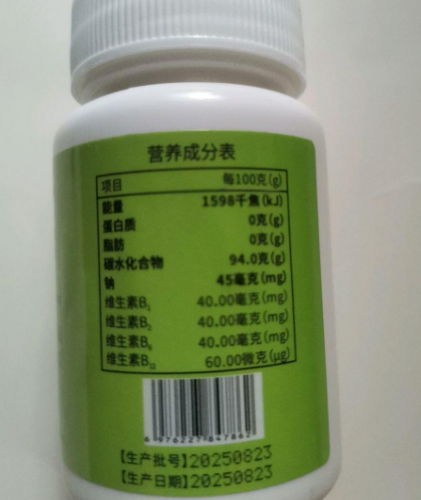 营养成分表
项目 每100克(g)
能量 1598千焦(kJ)
蛋白质 0克(g)
脂肪 0克(g)
碳水化合物 94.0克(g)
钠 45毫克(mg)
维生素B₁ 40.00毫克(mg)
维生素B₂ 40.00毫克(mg)
维生素B₆ 40.00毫克(mg)
维生素B₁₂ 60.00微克(μg)
6 976227 847862
【生产批号】20250823
【生产日期】20250823